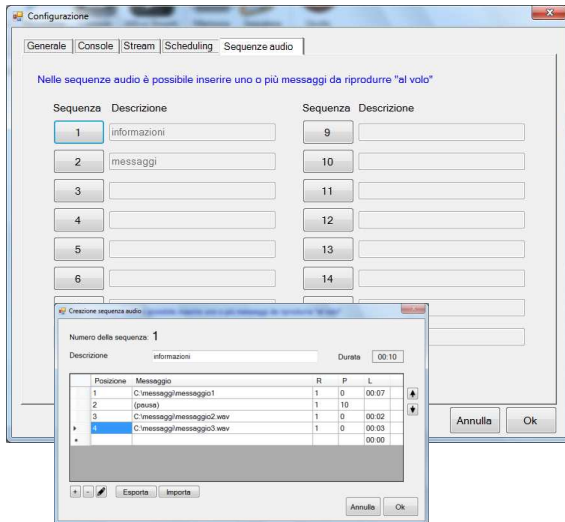 Configurazione
Generale Console Stream Scheduling Sequenze audio
Nelle sequenze audio è possibile inserire uno o più messaggi da riprodurre "al volo"
Sequenza Descrizione Sequenza Descrizione
1 informazioni 9
2 messaggi 10
3 11
4 12
5 13
6 14
Creazione sequenza audio
Numero della sequenza: 1
Descrizione informazioni Durata 00:10
Posizione Messaggio R P L
1 C:\messaggi\messaggio1 1 0 00:07
2 (pausa) 1 10
3 C:\messaggi\messaggio2.wav 1 0 00:02
4 C:\messaggi\messaggio3.wav 1 0 00:03
00:00
+ - Esporta Importa
Annulla Ok
Annulla Ok